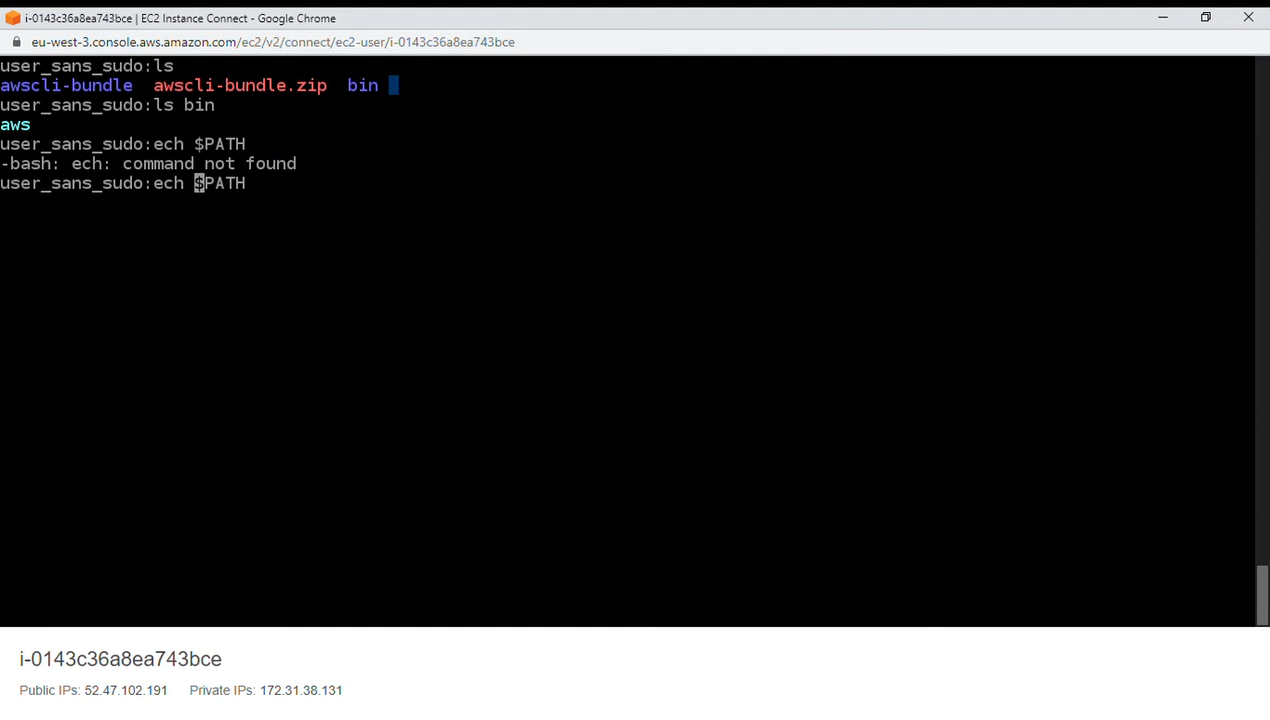 i-0143c36a8ea743bce | EC2 Instance Connect - Google Chrome
eu-west-3.console.aws.amazon.com/ec2/v2/connect/ec2-user/i-0143c36a8ea743bce
user_sans_sudo:ls
awscli-bundle  awscli-bundle.zip  bin
user_sans_sudo:ls bin
aws
user_sans_sudo:ech $PATH
-bash: ech: command not found
user_sans_sudo:ech $PATH
i-0143c36a8ea743bce
Public IPs: 52.47.102.191 Private IPs: 172.31.38.131